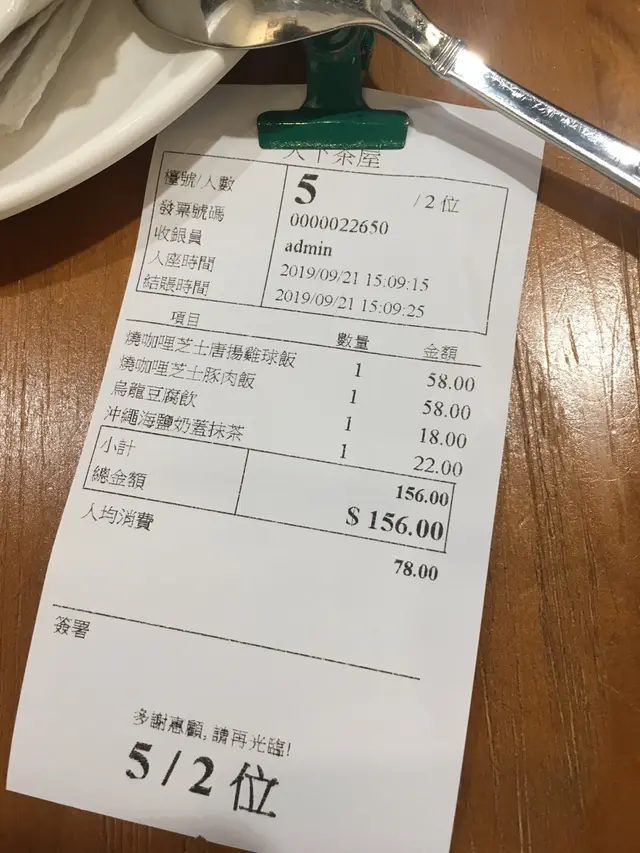 天下茶屋
檯號/人數 5 /2 位
發票號碼 0000022650
收銀員 admin
入座時間 2019/09/21 15:09:15
結賬時間 2019/09/21 15:09:25
項目 數量 金額
燒咖哩芝士唐揚雞球飯 1 58.00
燒咖哩芝士豚肉飯 1 58.00
烏龍豆腐飲 1 18.00
沖繩海鹽奶蓋抹茶 1 22.00
小計 156.00
總金額 $ 156.00
人均消費 78.00
簽署
多謝惠顧, 請再光臨!
5 / 2 位